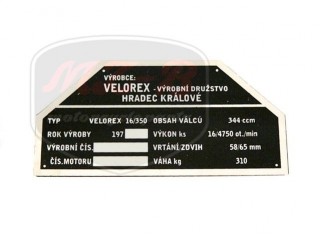 VÝROBCE:
VELOREX - VÝROBNÍ DRUŽSTVO
HRADEC KRÁLOVÉ
TYP VELOREX 16/350 OBSAH VÁLCŮ 344 ccm
ROK VÝROBY 197 VÝKON ks 16/4750 ot./min
VÝROBNÍ ČÍS. VRTÁNÍ ZDVIH 58/65 mm
ČÍS.MOTORU VÁHA kg 310